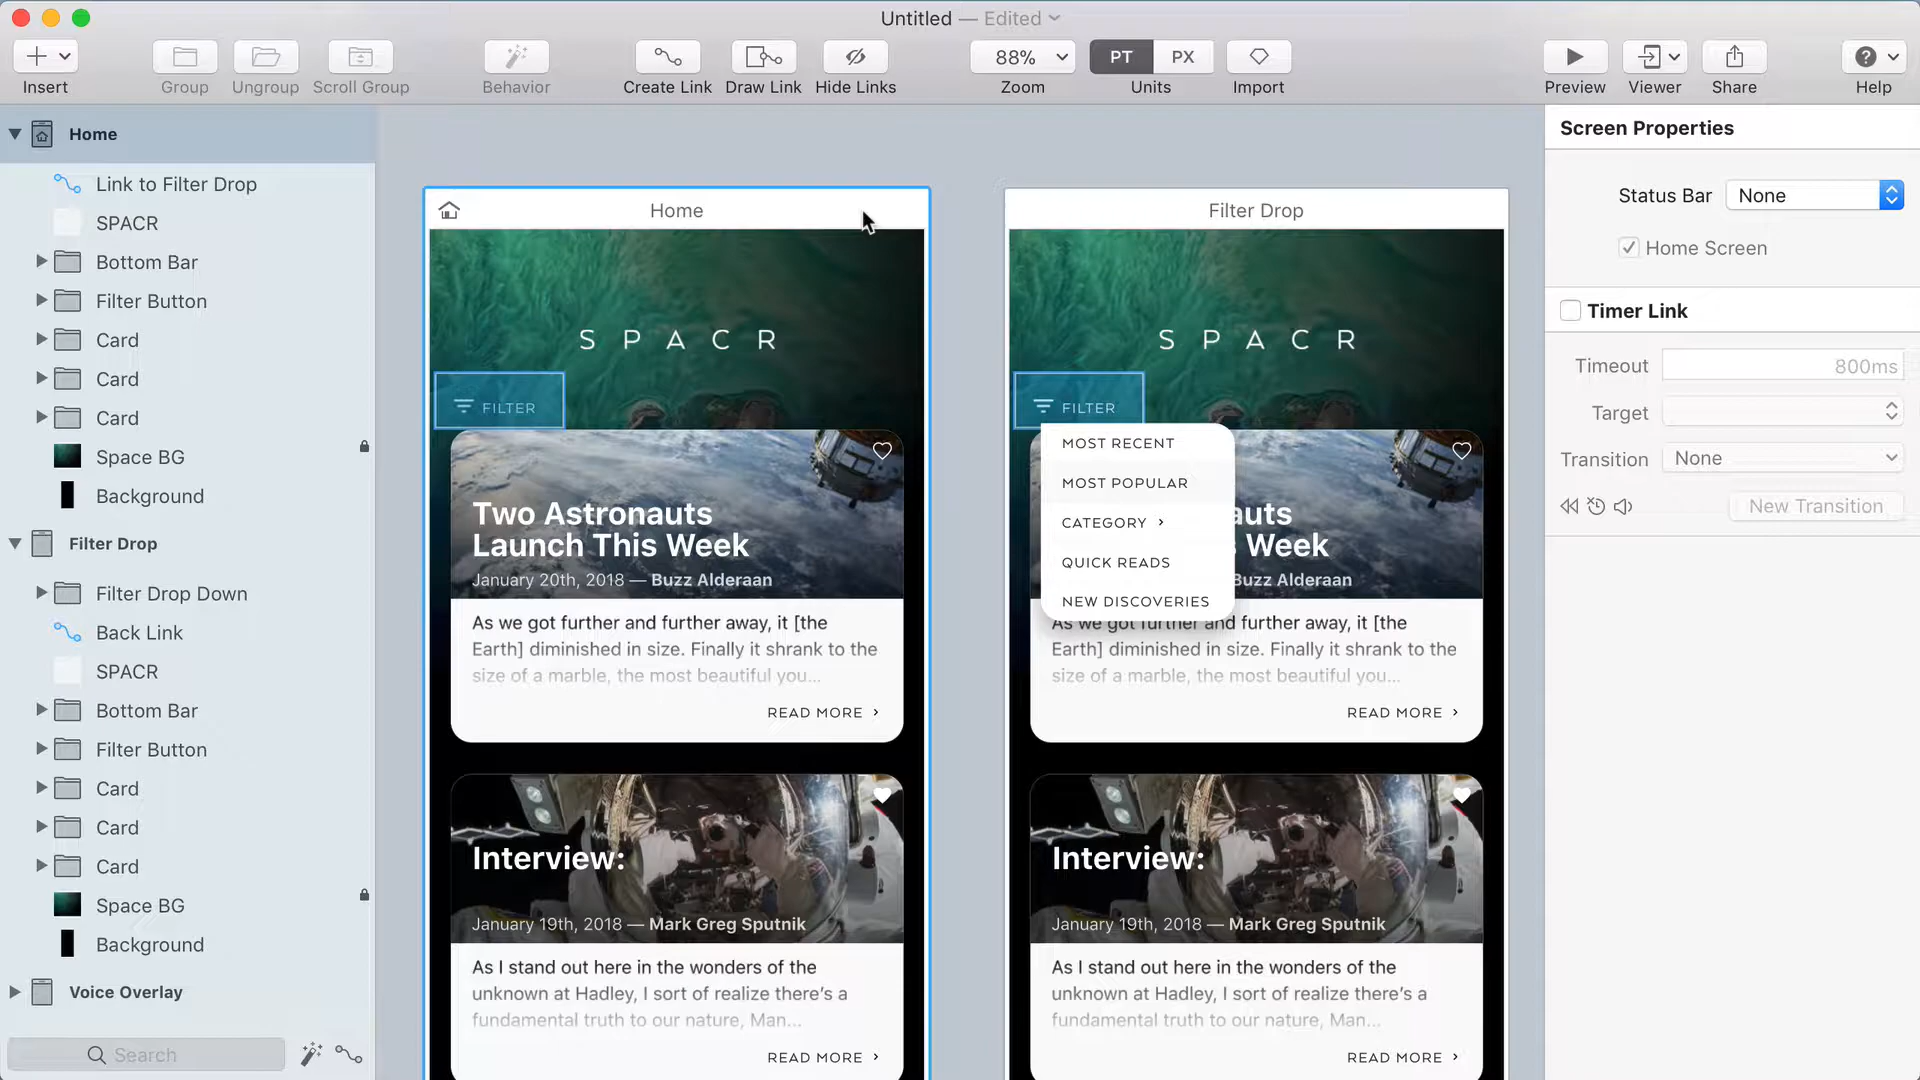 Untitled — Edited
Insert
Group
Ungroup
Scroll Group
Behavior
Create Link
Draw Link
Hide Links
88%
Zoom
PT
PX
Units
Import
Preview
Viewer
Share
Help
Home
Link to Filter Drop
SPACR
Bottom Bar
Filter Button
Card
Card
Card
Space BG
Background
Filter Drop
Filter Drop Down
Back Link
SPACR
Bottom Bar
Filter Button
Card
Card
Card
Space BG
Background
Voice Overlay
Search
Home
SPACR
FILTER
Two Astronauts
Launch This Week
January 20th, 2018 — Buzz Alderaan
As we got further and further away, it [the
Earth] diminished in size. Finally it shrank to the
size of a marble, the most beautiful you...
READ MORE
Interview:
January 19th, 2018 — Mark Greg Sputnik
As I stand out here in the wonders of the
unknown at Hadley, I sort of realize there's a
fundamental truth to our nature, Man...
READ MORE
Filter Drop
SPACR
FILTER
MOST RECENT
MOST POPULAR
CATEGORY
QUICK READS
NEW DISCOVERIES
auts
Week
Buzz Alderaan
As we got further and further away, it [the
Earth] diminished in size. Finally it shrank to the
size of a marble, the most beautiful you...
READ MORE
Interview:
January 19th, 2018 — Mark Greg Sputnik
As I stand out here in the wonders of the
unknown at Hadley, I sort of realize there's a
fundamental truth to our nature, Man...
READ MORE
Screen Properties
Status Bar
None
Home Screen
Timer Link
Timeout
800ms
Target
Transition
None
New Transition